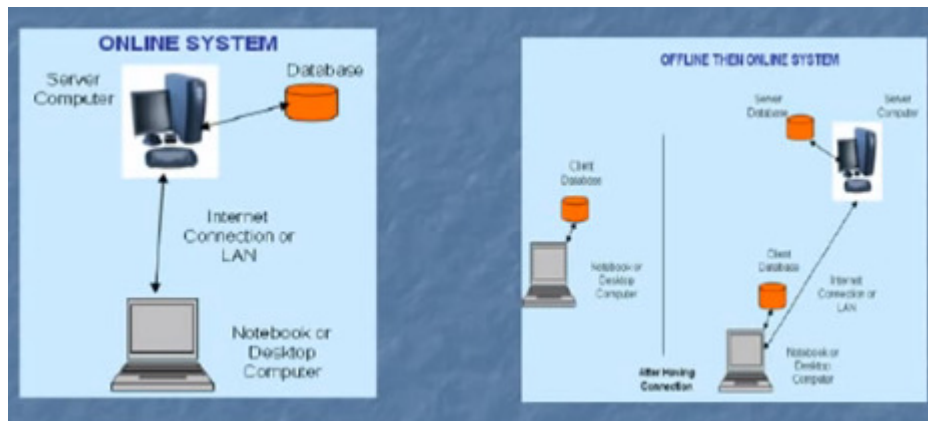 ONLINE SYSTEM
Server
Computer
Database
Internet
Connection or
LAN
Notebook or
Desktop
Computer
OFFLINE THEN ONLINE SYSTEM
Client
Database
Notebook or
Desktop
Computer
After Having
Connection
Server
Database
Server
Computer
Client
Database
Internet
Connection or
LAN
Notebook or
Desktop
Computer